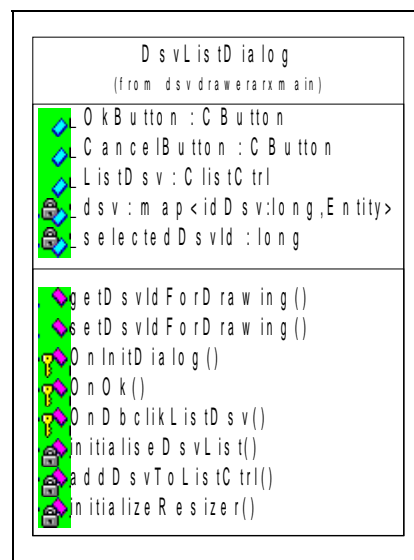 DsvListDialog
(from dsvdrawerarxmain)
_OkButton : CButton
_CancelButton : CButton
_ListDsv : ClistCtrl
_dsv : map<idDsv:long,Entity>
_selectedDsvId : long
getDsvIdForDrawing()
setDsvIdForDrawing()
OnInitDialog()
OnOk()
OnDbclikListDsv()
initialiseDsvList()
addDsvToListCtrl()
initializeResizer()